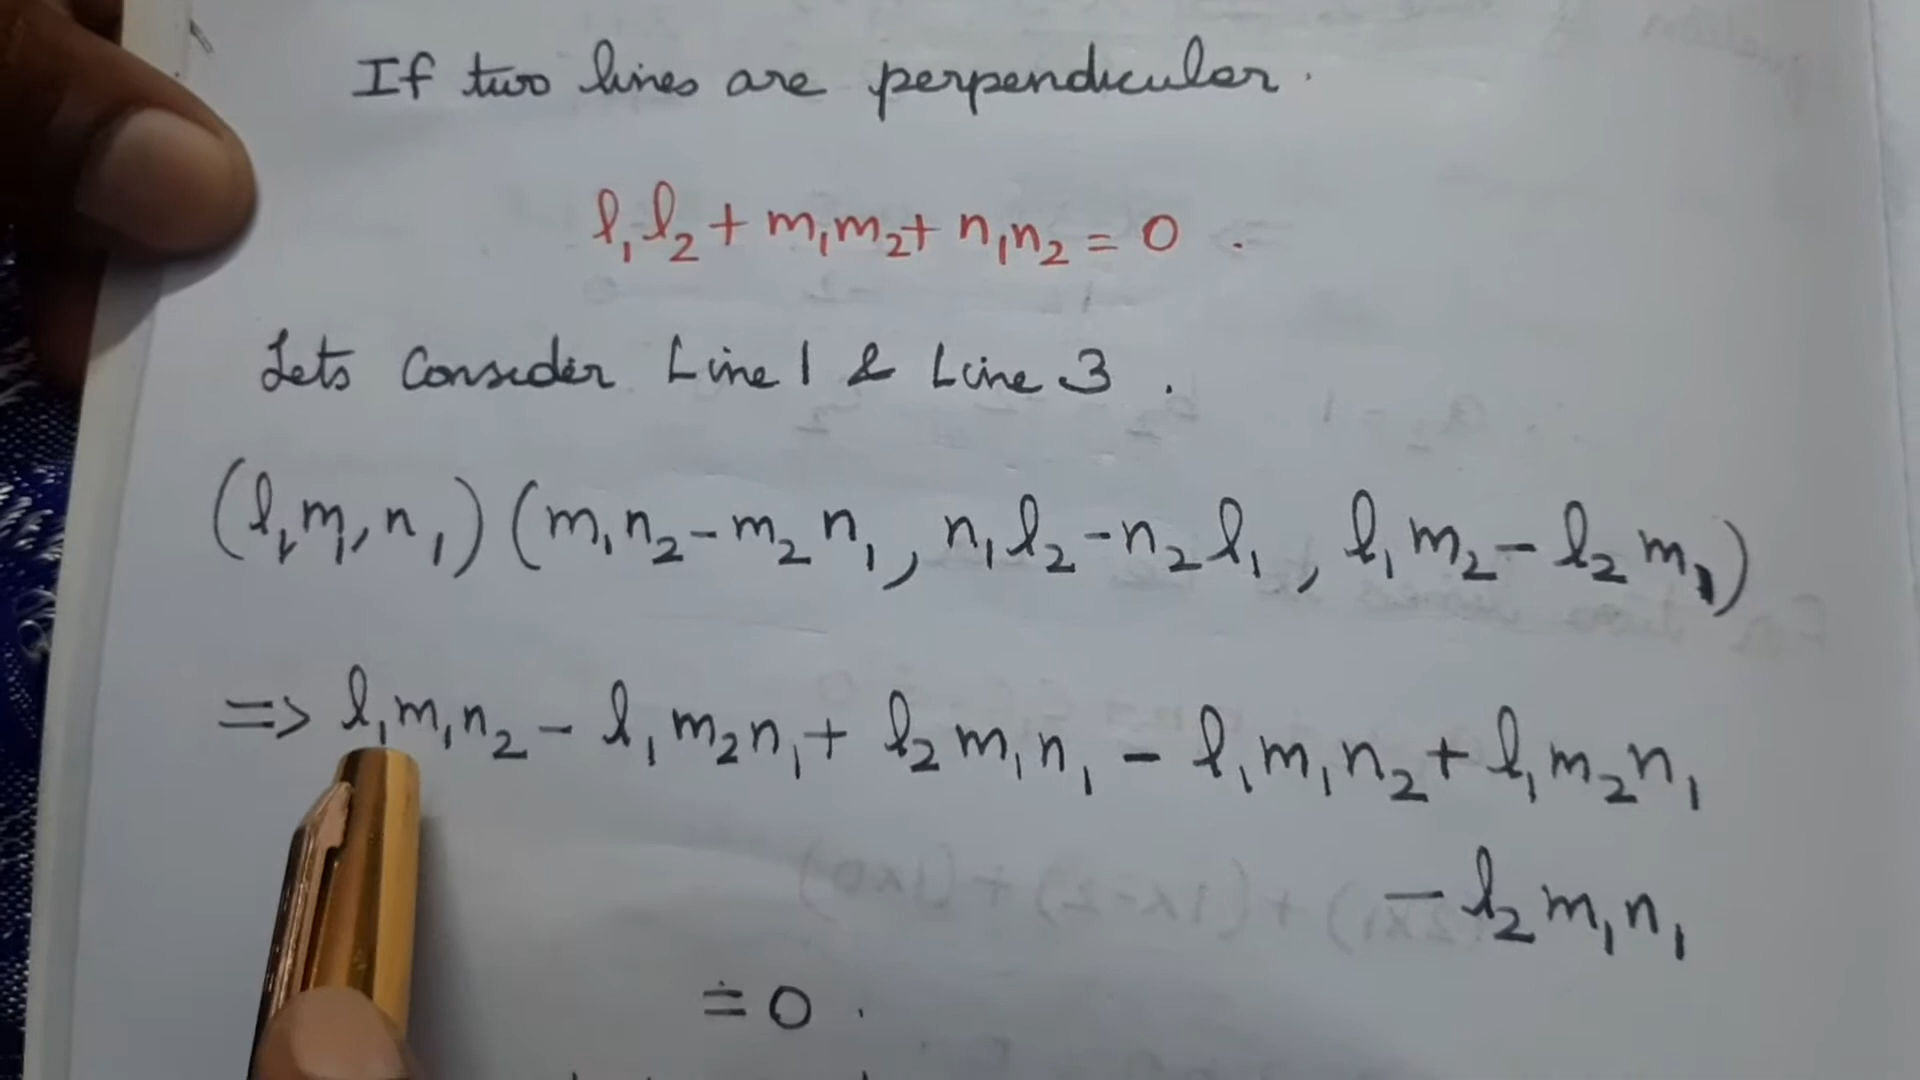 If two lines are perpendicular.
l₁l₂ + m₁m₂ + n₁n₂ = 0 .
Lets Consider Line 1 & Line 3 .
(l₁, m₁, n₁) (m₁n₂ - m₂n₁, n₁l₂ - n₂l₁, l₁m₂ - l₂m₁)
=> l₁m₁n₂ - l₁m₂n₁ + l₂m₁n₁ - l₁m₁n₂ + l₁m₂n₁
- l₂m₁n₁
= 0 .